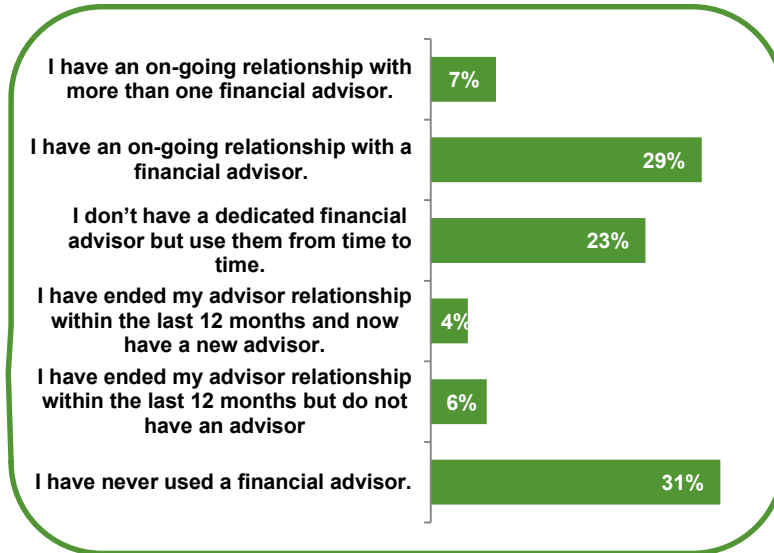 I have an on-going relationship with
more than one financial advisor.
7%
I have an on-going relationship with a
financial advisor.
29%
I don’t have a dedicated financial
advisor but use them from time to
time.
23%
I have ended my advisor relationship
within the last 12 months and now
have a new advisor.
4%
I have ended my advisor relationship
within the last 12 months but do not
have an advisor
6%
I have never used a financial advisor.
31%